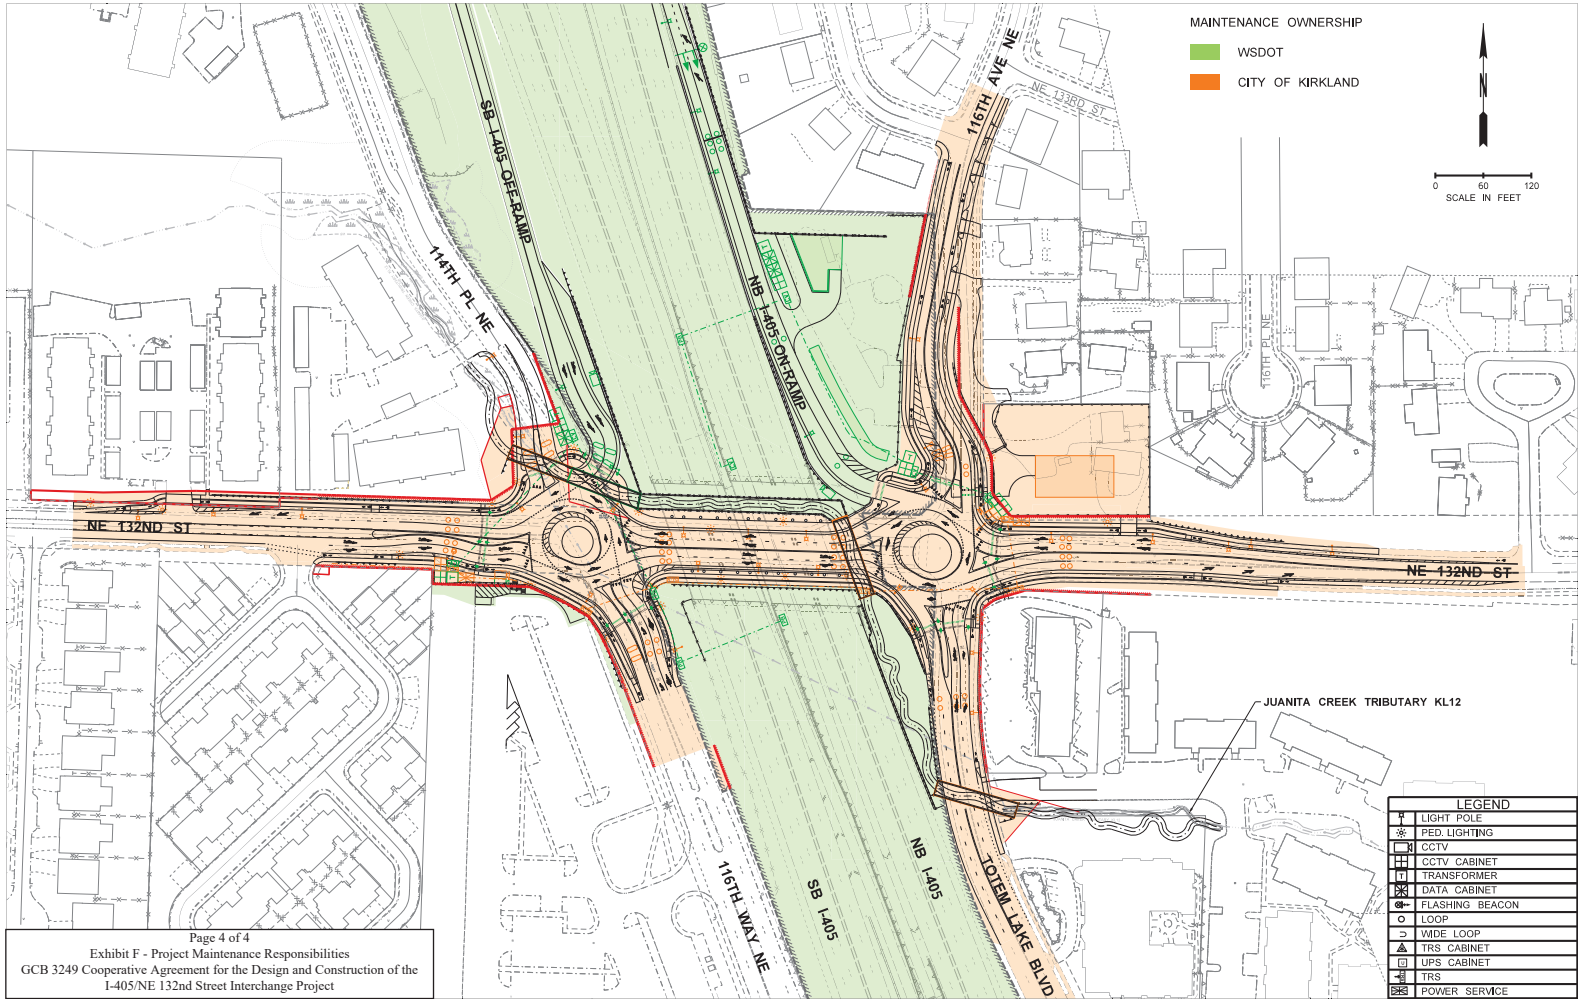 MAINTENANCE OWNERSHIP
WSDOT
CITY OF KIRKLAND
N
0 60 120
SCALE IN FEET
116TH AVE NE
NE 133RD ST
SB I-405 OFF-RAMP
114TH PL NE
NB I-405 ON-RAMP
116TH PL NE
NE 132ND ST
NE 132ND ST
JUANITA CREEK TRIBUTARY KL12
116TH WAY NE
SB I-405
NB I-405
TOTEM LAKE BLVD
LEGEND
LIGHT POLE
PED. LIGHTING
CCTV
CCTV CABINET
T TRANSFORMER
DATA CABINET
FLASHING BEACON
LOOP
WIDE LOOP
TRS CABINET
U UPS CABINET
TRS
POWER SERVICE
Page 4 of 4
Exhibit F - Project Maintenance Responsibilities
GCB 3249 Cooperative Agreement for the Design and Construction of the
I-405/NE 132nd Street Interchange Project